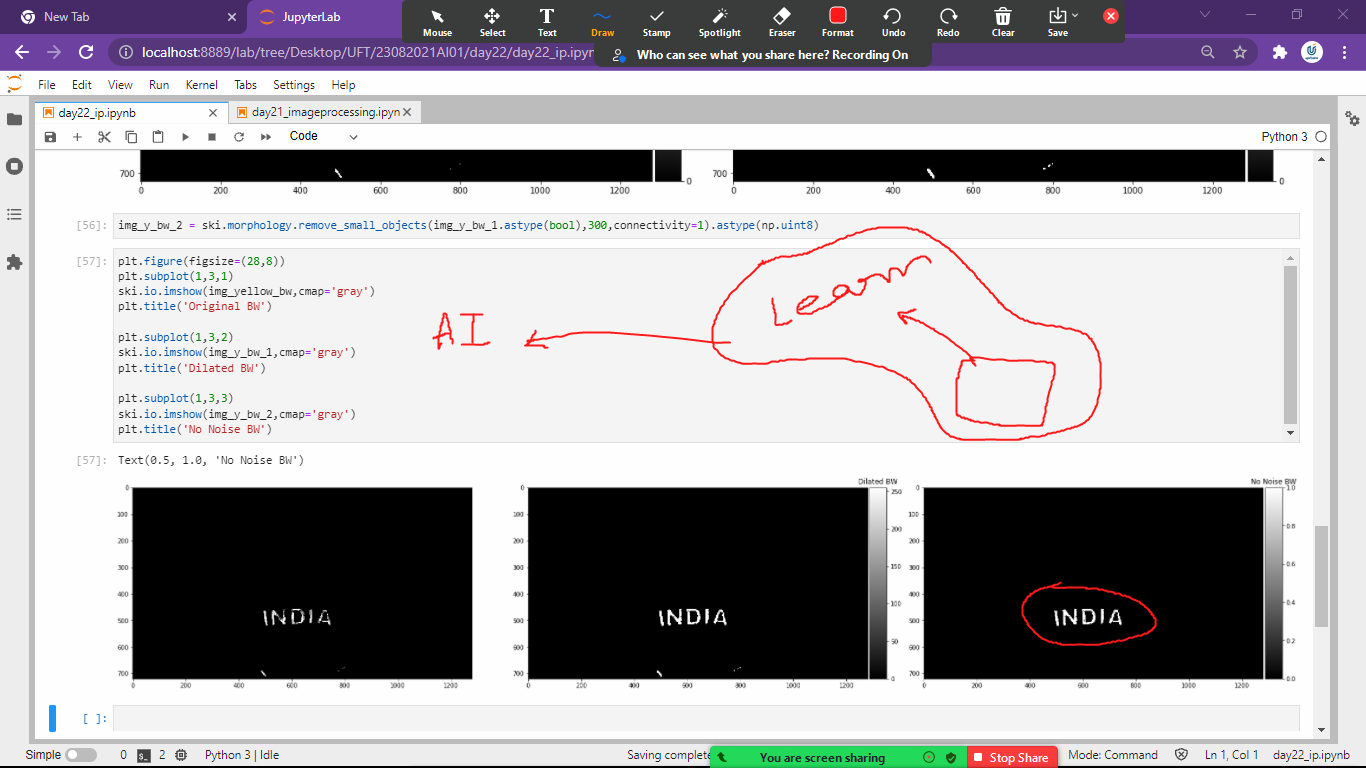 New Tab
JupyterLab
Mouse Select Text Draw Stamp Spotlight Eraser Format Undo Redo Clear Save
localhost:8889/lab/tree/Desktop/UFT/23082021AI01/day22/day22_ip.ipyn
Who can see what you share here? Recording On
File Edit View Run Kernel Tabs Settings Help
day22_ip.ipynb
day21_imageprocessing.ipyn
Code
Python 3
700 0 700 0
0 200 400 600 800 1000 1200 0 200 400 600 800 1000 1200
[56]: img_y_bw_2 = ski.morphology.remove_small_objects(img_y_bw_1.astype(bool),300,connectivity=1).astype(np.uint8)
[57]: plt.figure(figsize=(28,8))
plt.subplot(1,3,1)
ski.io.imshow(img_yellow_bw,cmap='gray')
plt.title('Original BW')
plt.subplot(1,3,2)
ski.io.imshow(img_y_bw_1,cmap='gray')
plt.title('Dilated BW')
plt.subplot(1,3,3)
ski.io.imshow(img_y_bw_2,cmap='gray')
plt.title('No Noise BW')
Learn
AI
[57]: Text(0.5, 1.0, 'No Noise BW')
Dilated BW
No Noise BW
0 0 250 0 1.0
100 100 200 100 0.8
200 200 200
300 300 150 300 0.6
400 400 100 400 0.4
500 500 500
600 600 50 600 0.2
700 700 0 700 0.0
INDIA INDIA INDIA
0 200 400 600 800 1000 1200 0 200 400 600 800 1000 1200 0 200 400 600 800 1000 1200
[ ]:
Simple 0 2 Python 3 | Idle Saving complete
You are screen sharing
Stop Share
Mode: Command Ln 1, Col 1 day22_ip.ipynb